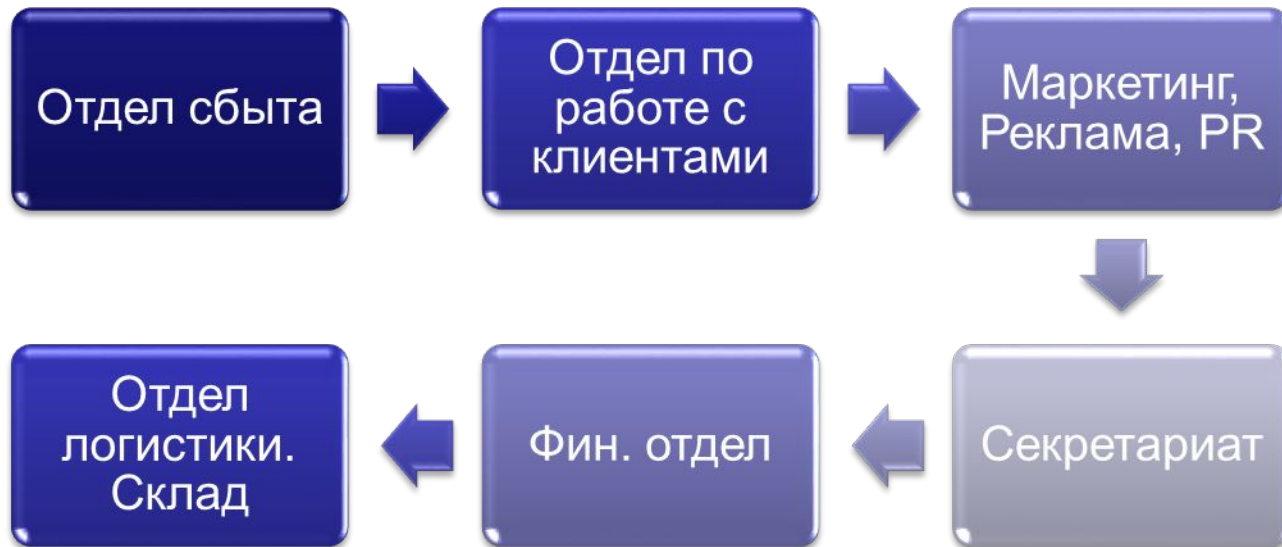 Отдел сбыта
Отдел по
работе с
клиентами
Маркетинг,
Реклама, PR
Секретариат
Фин. отдел
Отдел
логистики.
Склад